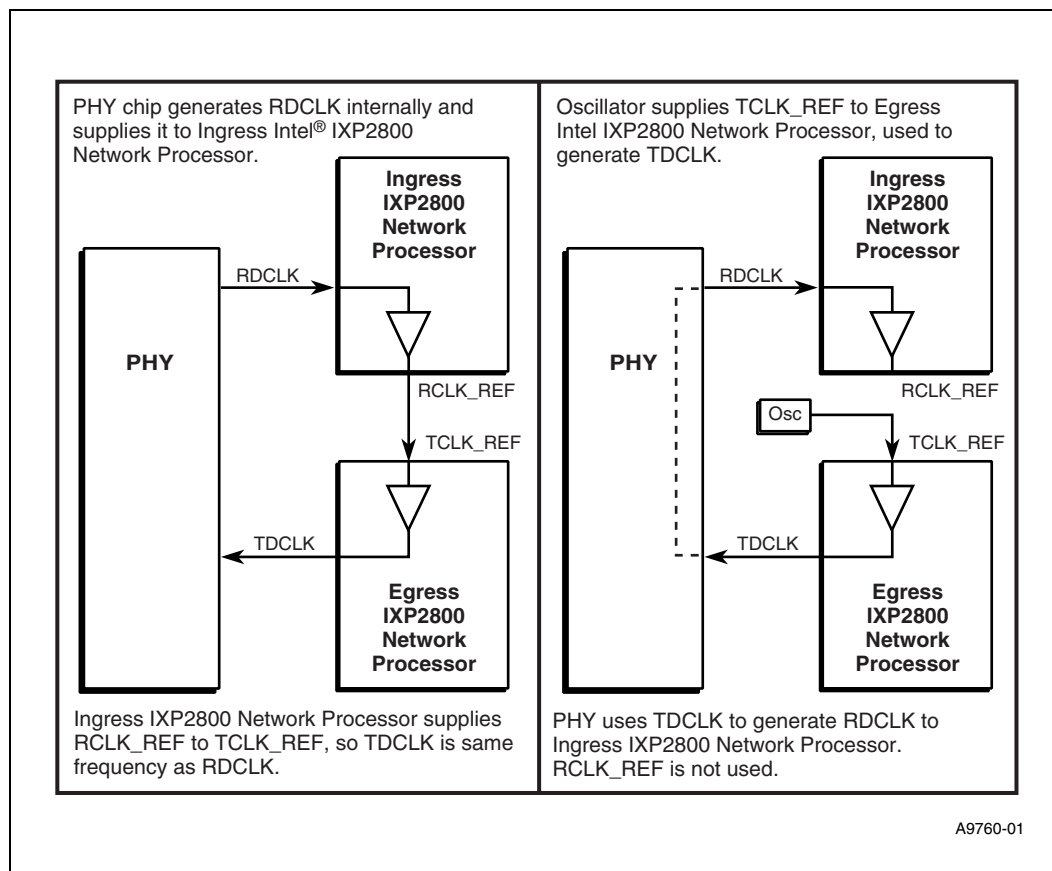 PHY chip generates RDCLK internally and
supplies it to Ingress Intel® IXP2800
Network Processor.
Ingress
IXP2800
Network
Processor
RDCLK
PHY
RCLK_REF
TCLK_REF
TDCLK
Egress
IXP2800
Network
Processor
Ingress IXP2800 Network Processor supplies
RCLK_REF to TCLK_REF, so TDCLK is same
frequency as RDCLK.
Oscillator supplies TCLK_REF to Egress
Intel IXP2800 Network Processor, used to
generate TDCLK.
Ingress
IXP2800
Network
Processor
RDCLK
PHY
RCLK_REF
Osc
TCLK_REF
TDCLK
Egress
IXP2800
Network
Processor
PHY uses TDCLK to generate RDCLK to
Ingress IXP2800 Network Processor.
RCLK_REF is not used.
A9760-01